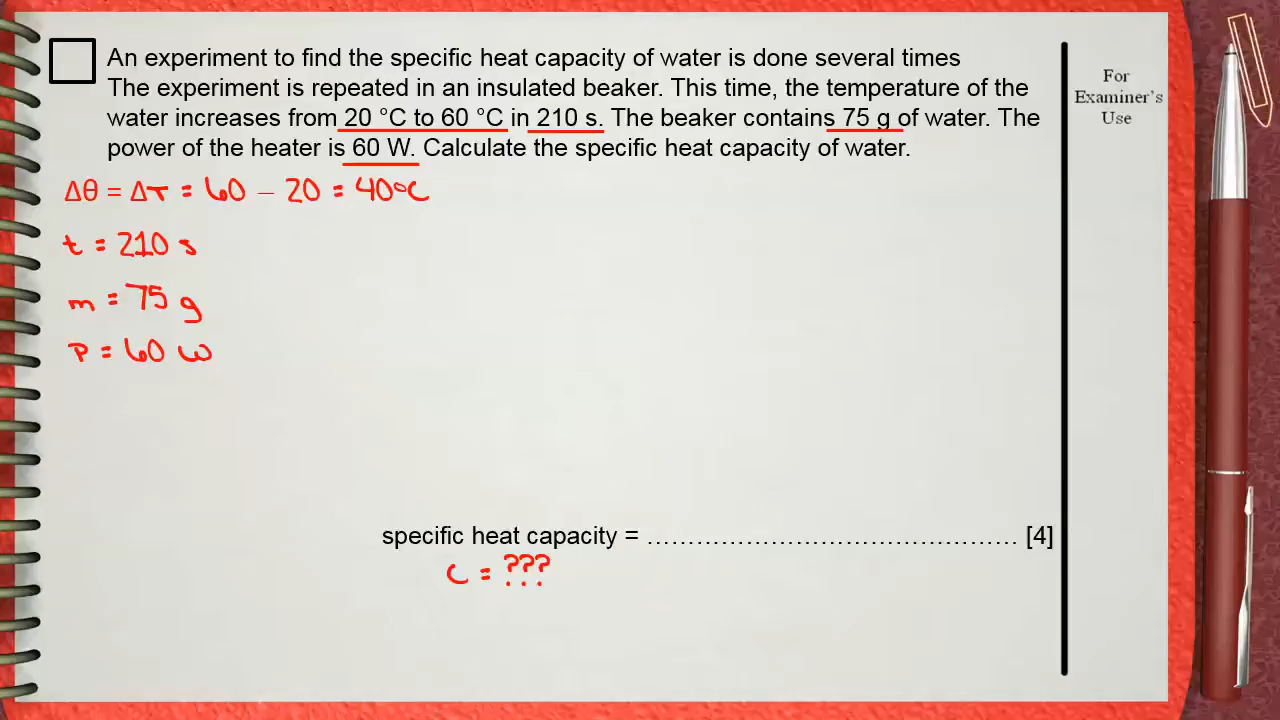 An experiment to find the specific heat capacity of water is done several times
The experiment is repeated in an insulated beaker. This time, the temperature of the
water increases from 20 °C to 60 °C in 210 s. The beaker contains 75 g of water. The
power of the heater is 60 W. Calculate the specific heat capacity of water.
For
Examiner's
Use
Δθ = ΔT = 60 – 20 = 40°C
t = 210 s
m = 75 g
P = 60 W
specific heat capacity = ………………………………………… [4]
c = ???